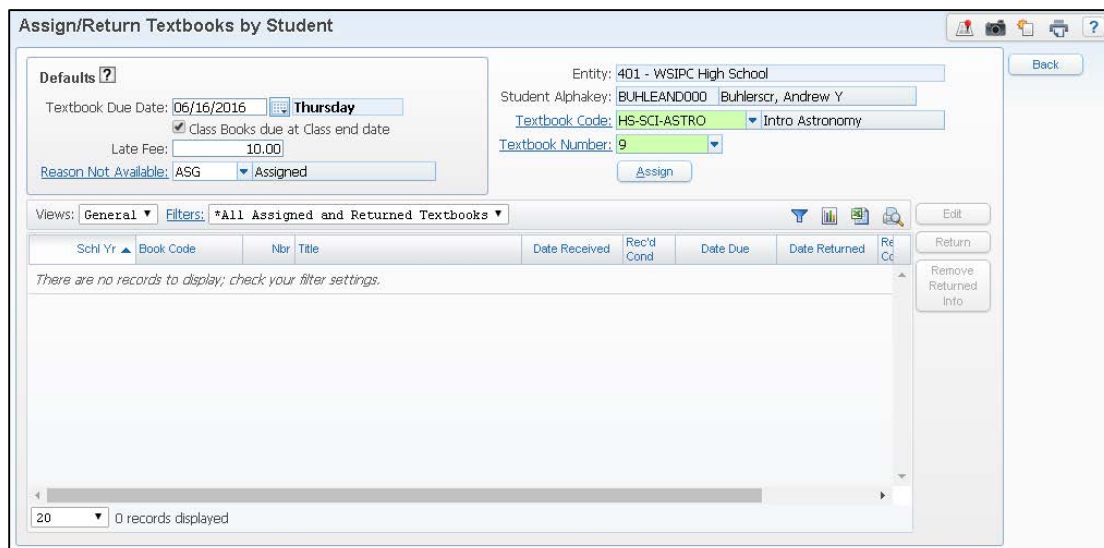 Assign/Return Textbooks by Student
?
Back
Defaults ?
Textbook Due Date: 06/16/2016 Thursday
Class Books due at Class end date
Late Fee: 10.00
Reason Not Available: ASG Assigned
Entity: 401 - WSIPC High School
Student Alphakey: BUHLEAND000 Buhlerscr, Andrew Y
Textbook Code: HS-SCI-ASTRO Intro Astronomy
Textbook Number: 9
Assign
Views: General Filters: *All Assigned and Returned Textbooks
Schl Yr Book Code Nbr Title Date Received Rec'd Cond Date Due Date Returned Re Co
There are no records to display; check your filter settings.
20 0 records displayed
Edit
Return
Remove
Returned
Info